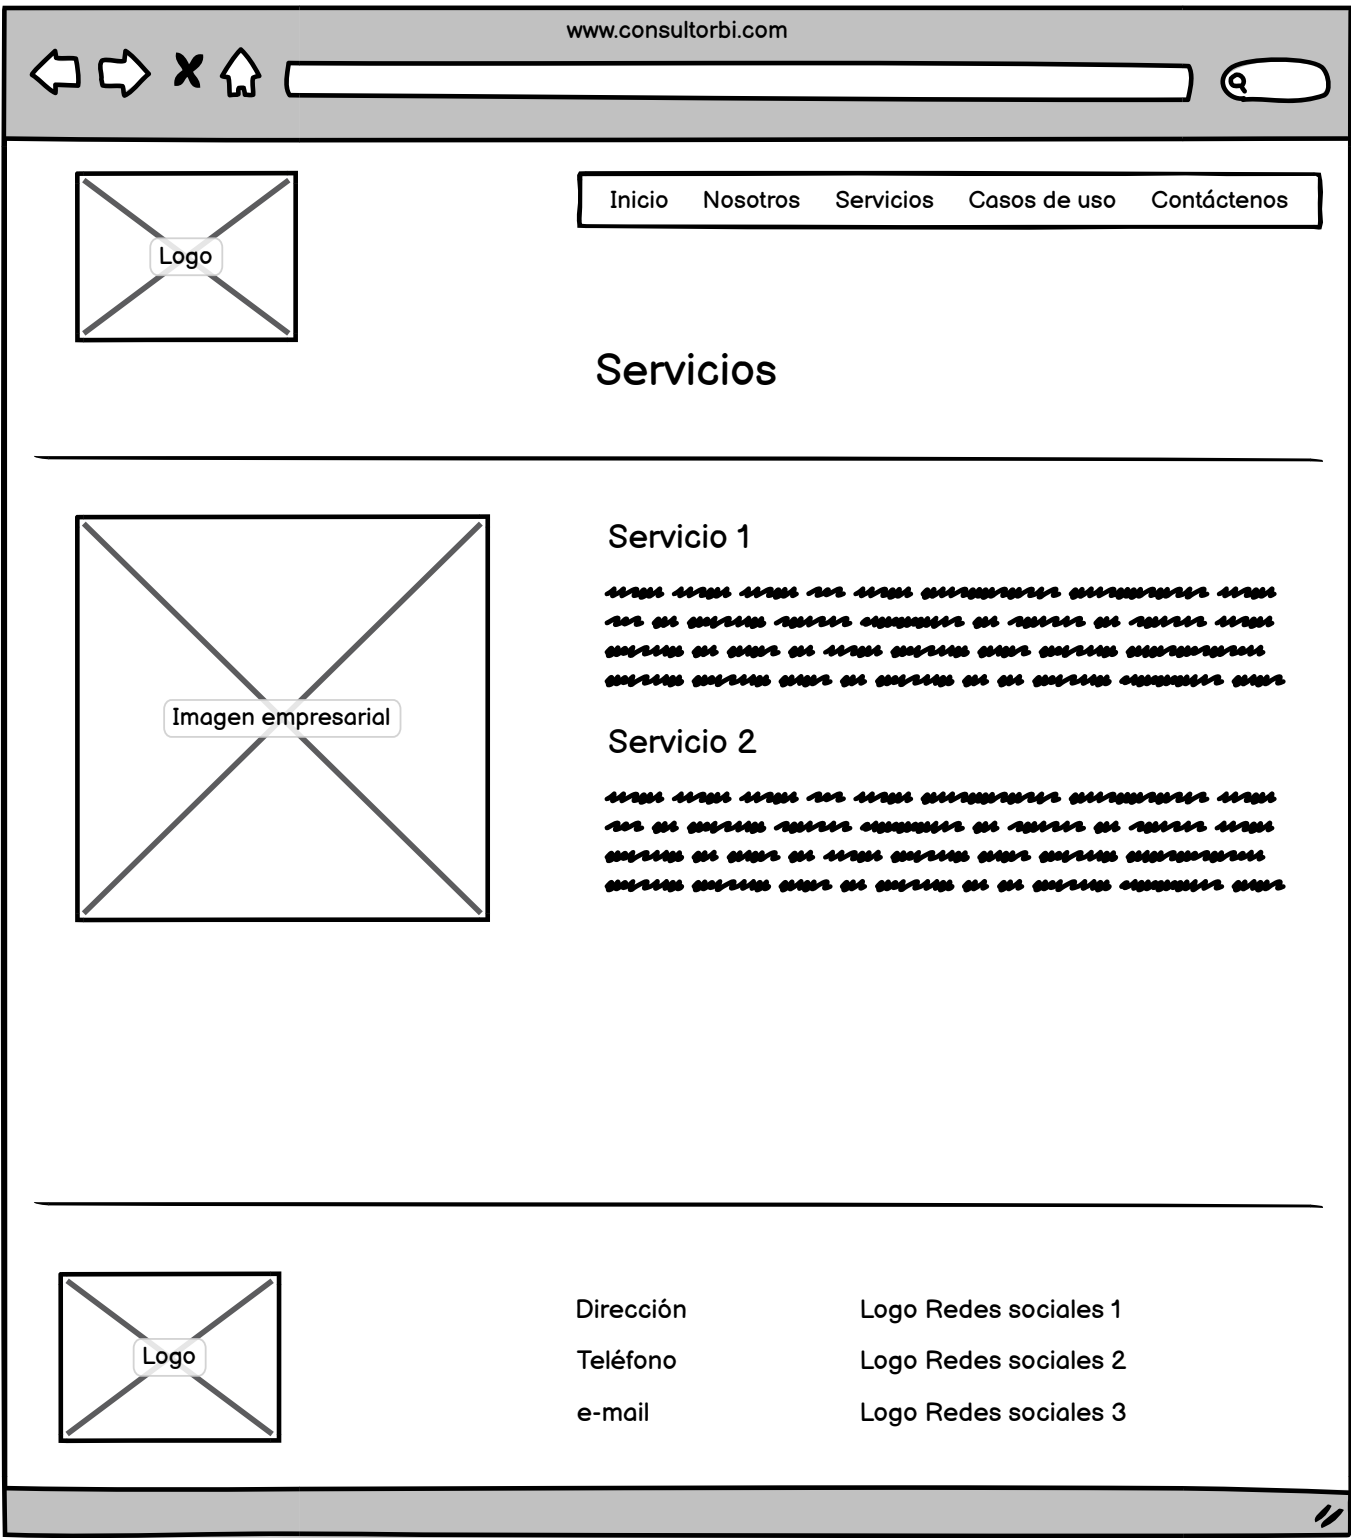 www.consultorbi.com
Logo
Inicio Nosotros Servicios Casos de uso Contáctenos
Servicios
Imagen empresarial
Servicio 1
Servicio 2
Logo
Dirección
Teléfono
e-mail
Logo Redes sociales 1
Logo Redes sociales 2
Logo Redes sociales 3